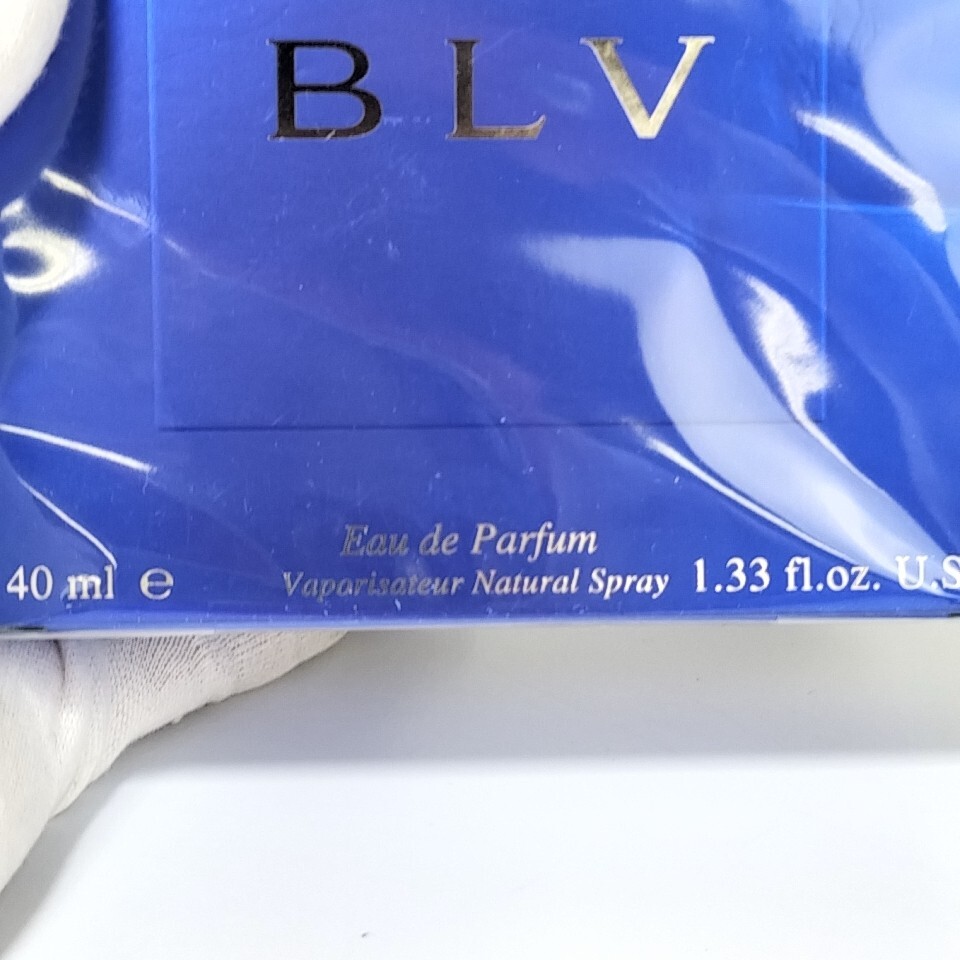 BLV
Eau de Parfum
40 ml ℮ Vaporisateur Natural Spray 1.33 fl.oz. U.S